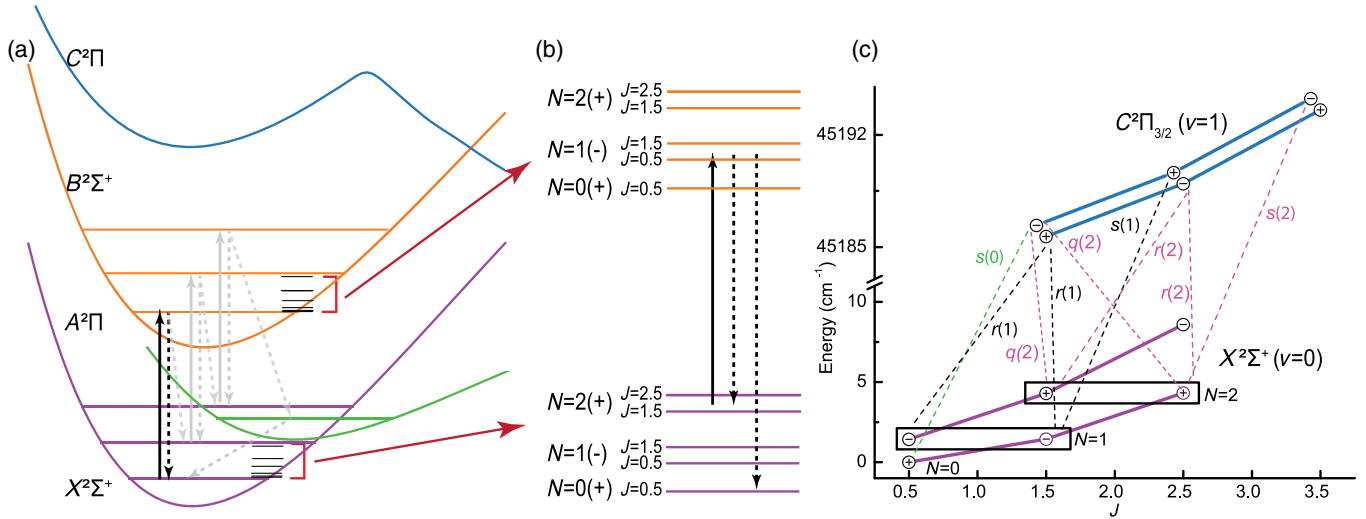 (a)
C²Π
B²Σ⁺
A²Π
X²Σ⁺
(b)
N=2(+) J=2.5
J=1.5
N=1(-) J=1.5
J=0.5
N=0(+) J=0.5
N=2(+) J=2.5
J=1.5
N=1(-) J=1.5
J=0.5
N=0(+) J=0.5
(c)
Energy (cm⁻¹)
45192
45185
10
5
0
C²Π₃/₂ (v=1)
s(0)
q(2)
s(1)
r(2)
s(2)
r(1)
r(1)
r(2)
q(2)
X²Σ⁺ (v=0)
N=2
N=1
N=0
0.5 1.5 2.0 2.5 3.0 3.5
J